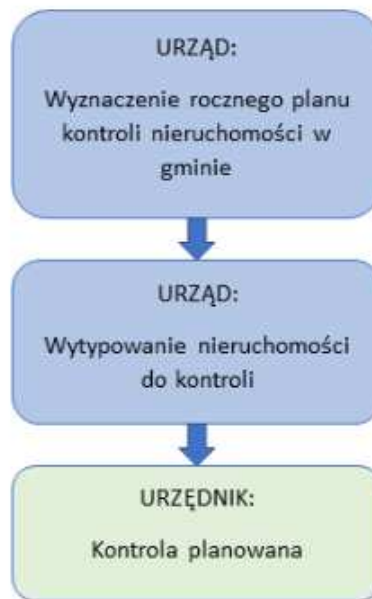 URZĄD:
Wyznaczenie rocznego planu
kontroli nieruchomości w
gminie
URZĄD:
Wytypowanie nieruchomości
do kontroli
URZĘDNIK:
Kontrola planowana